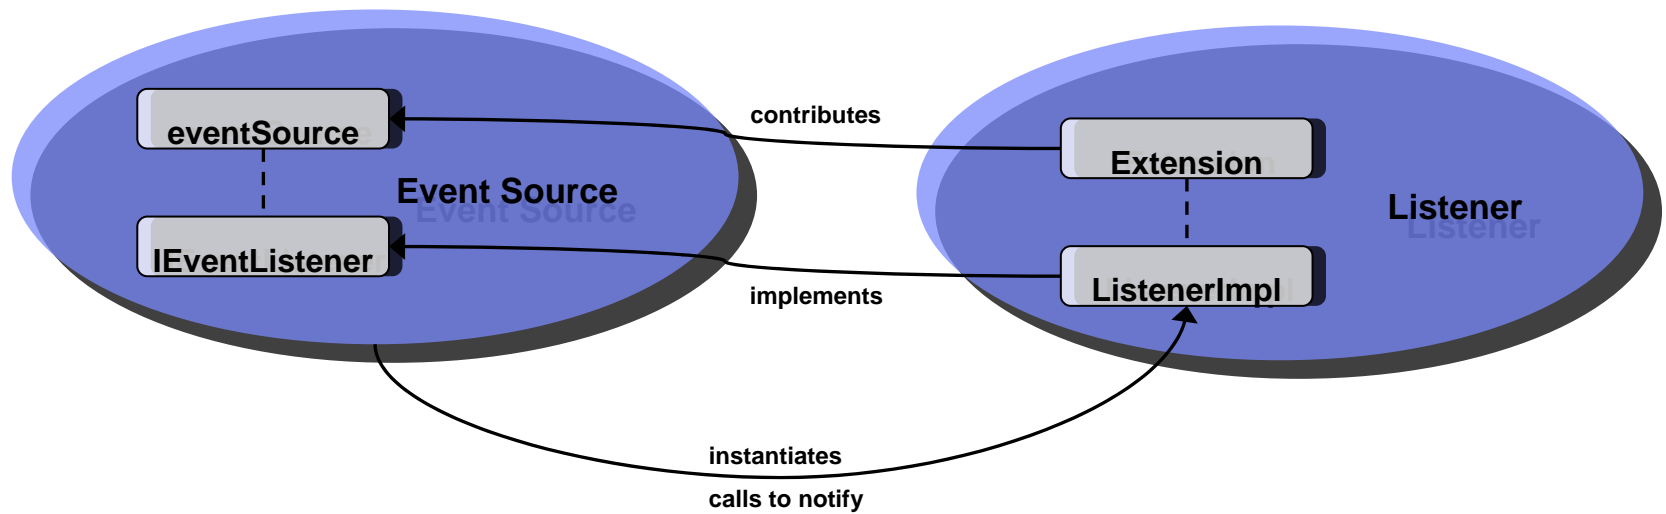 contributes
eventSource
Extension
Event Source
Listener
IEventListener
ListenerImpl
implements
instantiates
calls to notify